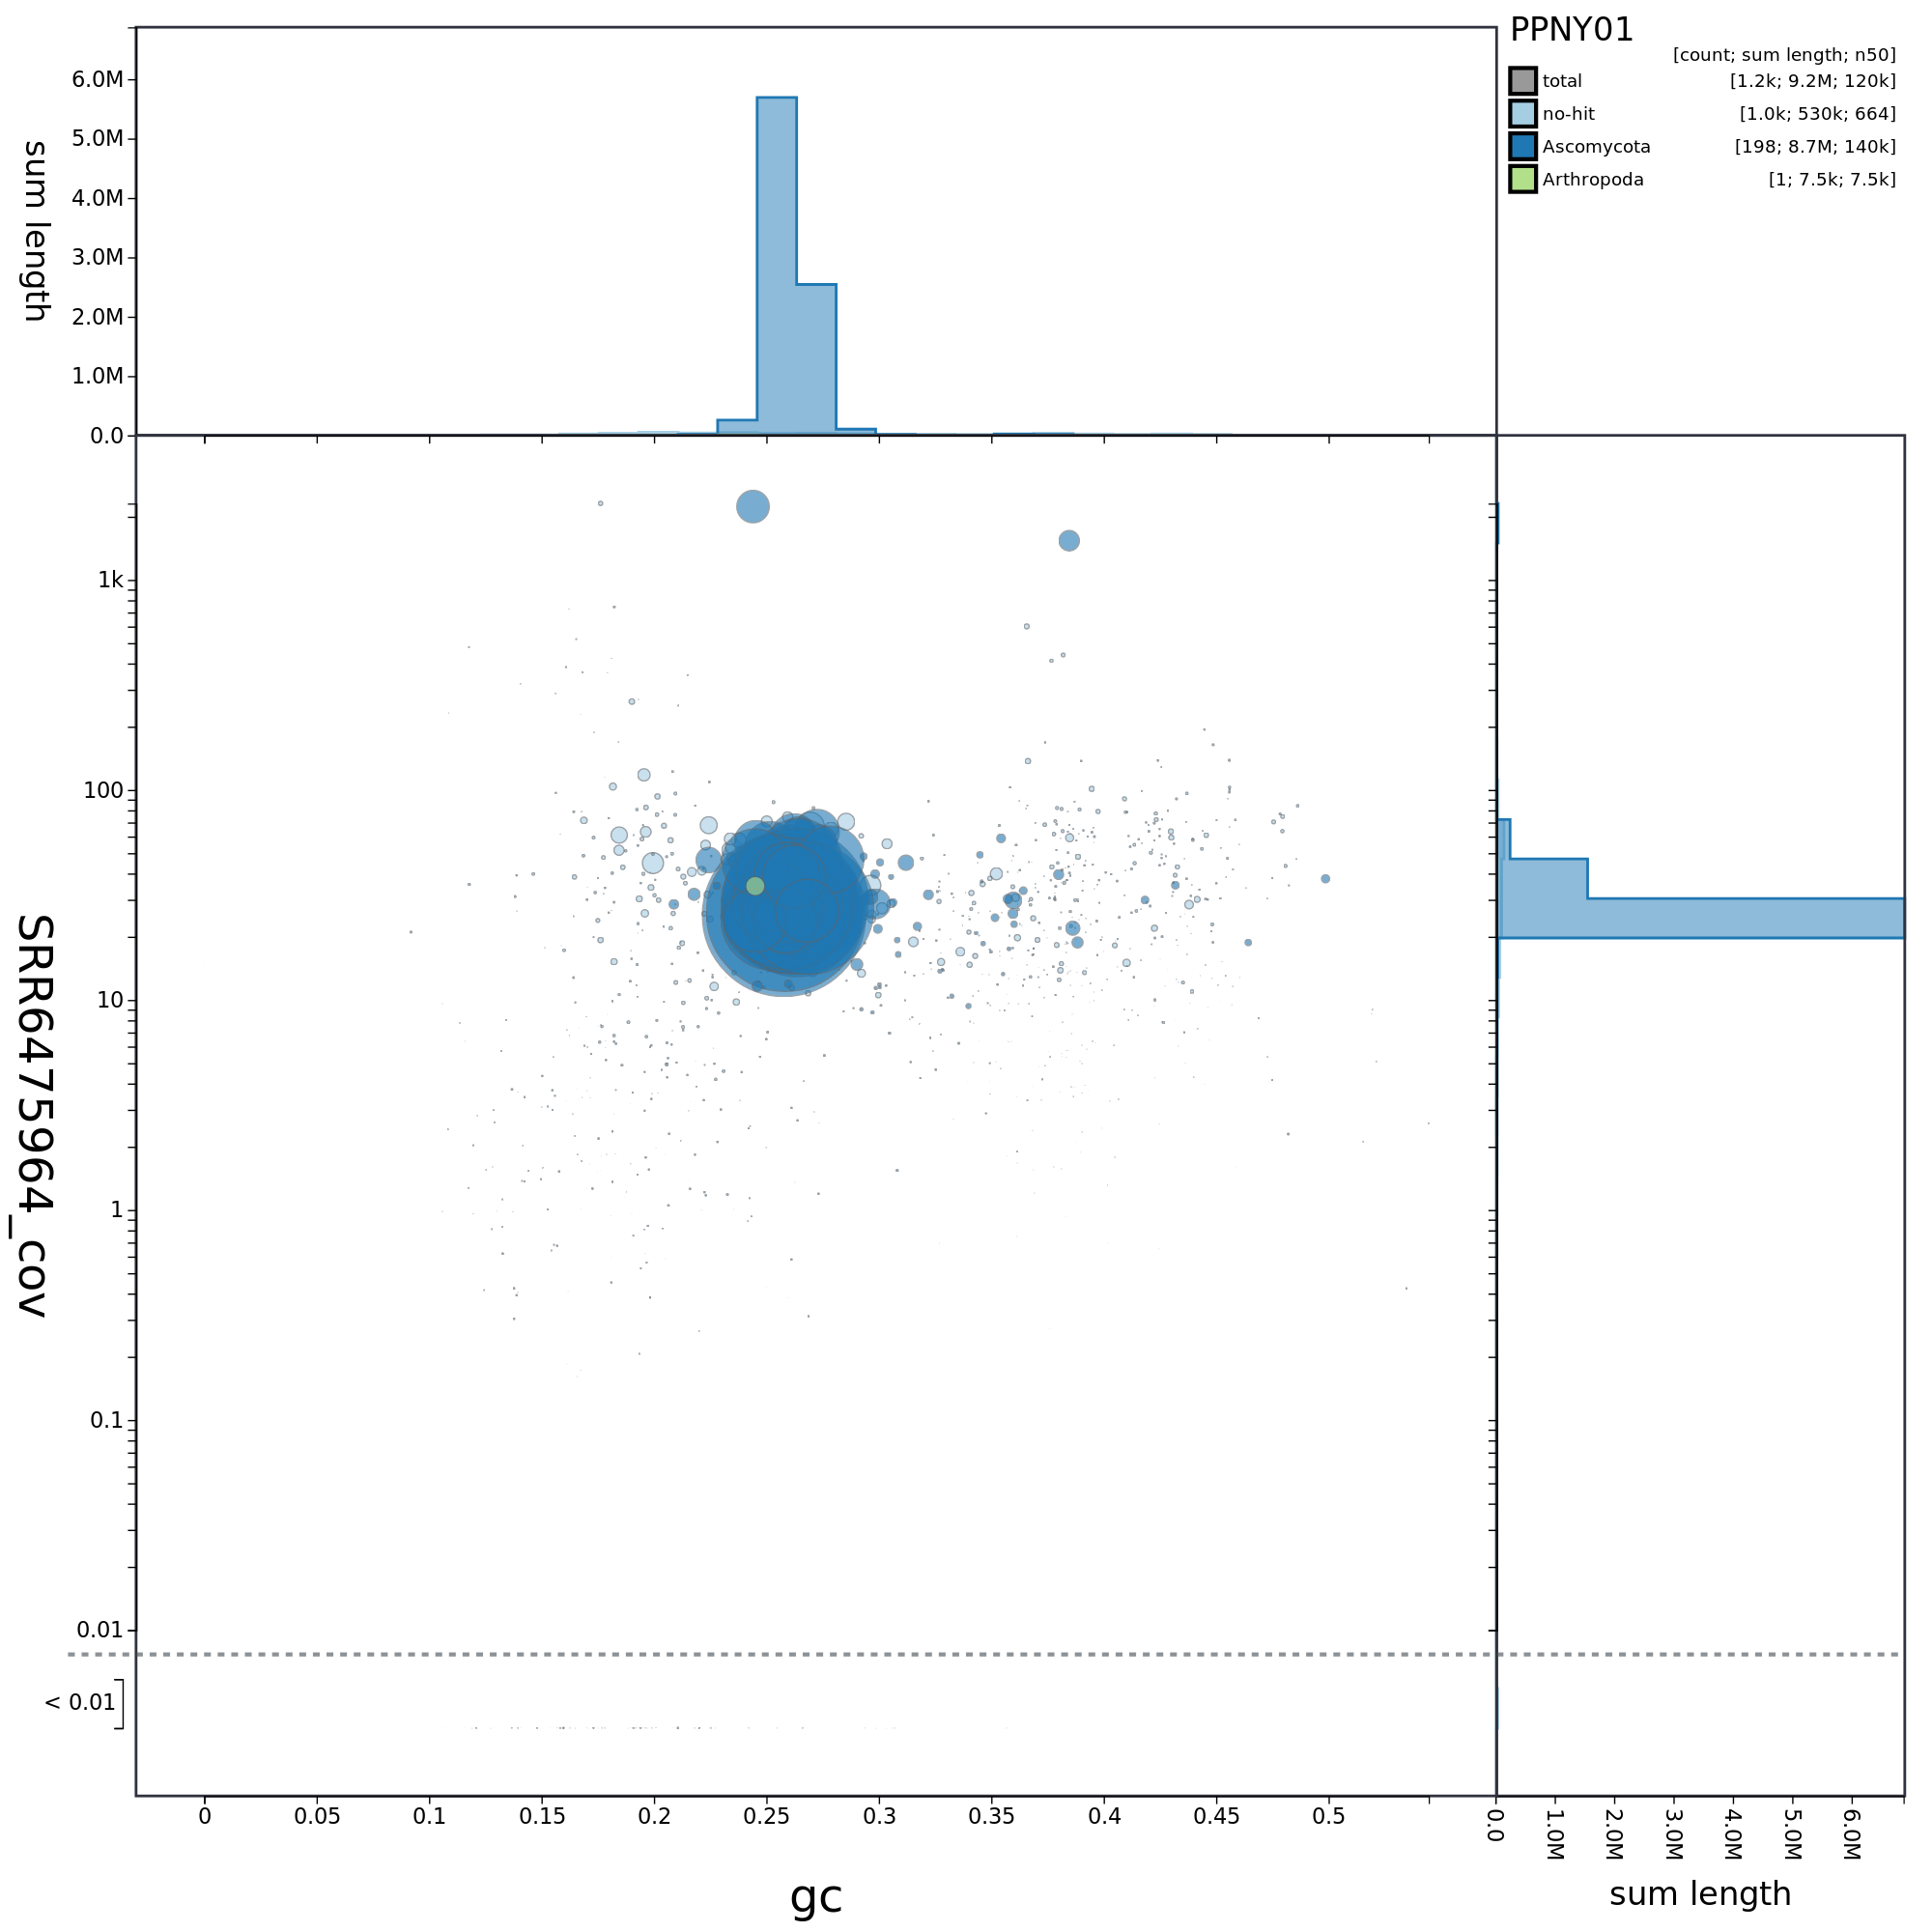 PPNY01
[count; sum length; n50]
total [1.2k; 9.2M; 120k]
no-hit [1.0k; 530k; 664]
Ascomycota [198; 8.7M; 140k]
Arthropoda [1; 7.5k; 7.5k]
sum length
6.0M
5.0M
4.0M
3.0M
2.0M
1.0M
0.0
SRR6475964_cov
1k
100
10
1
0.1
0.01
< 0.01
0 0.05 0.1 0.15 0.2 0.25 0.3 0.35 0.4 0.45 0.5
gc
0.0 1.0M 2.0M 3.0M 4.0M 5.0M 6.0M
sum length